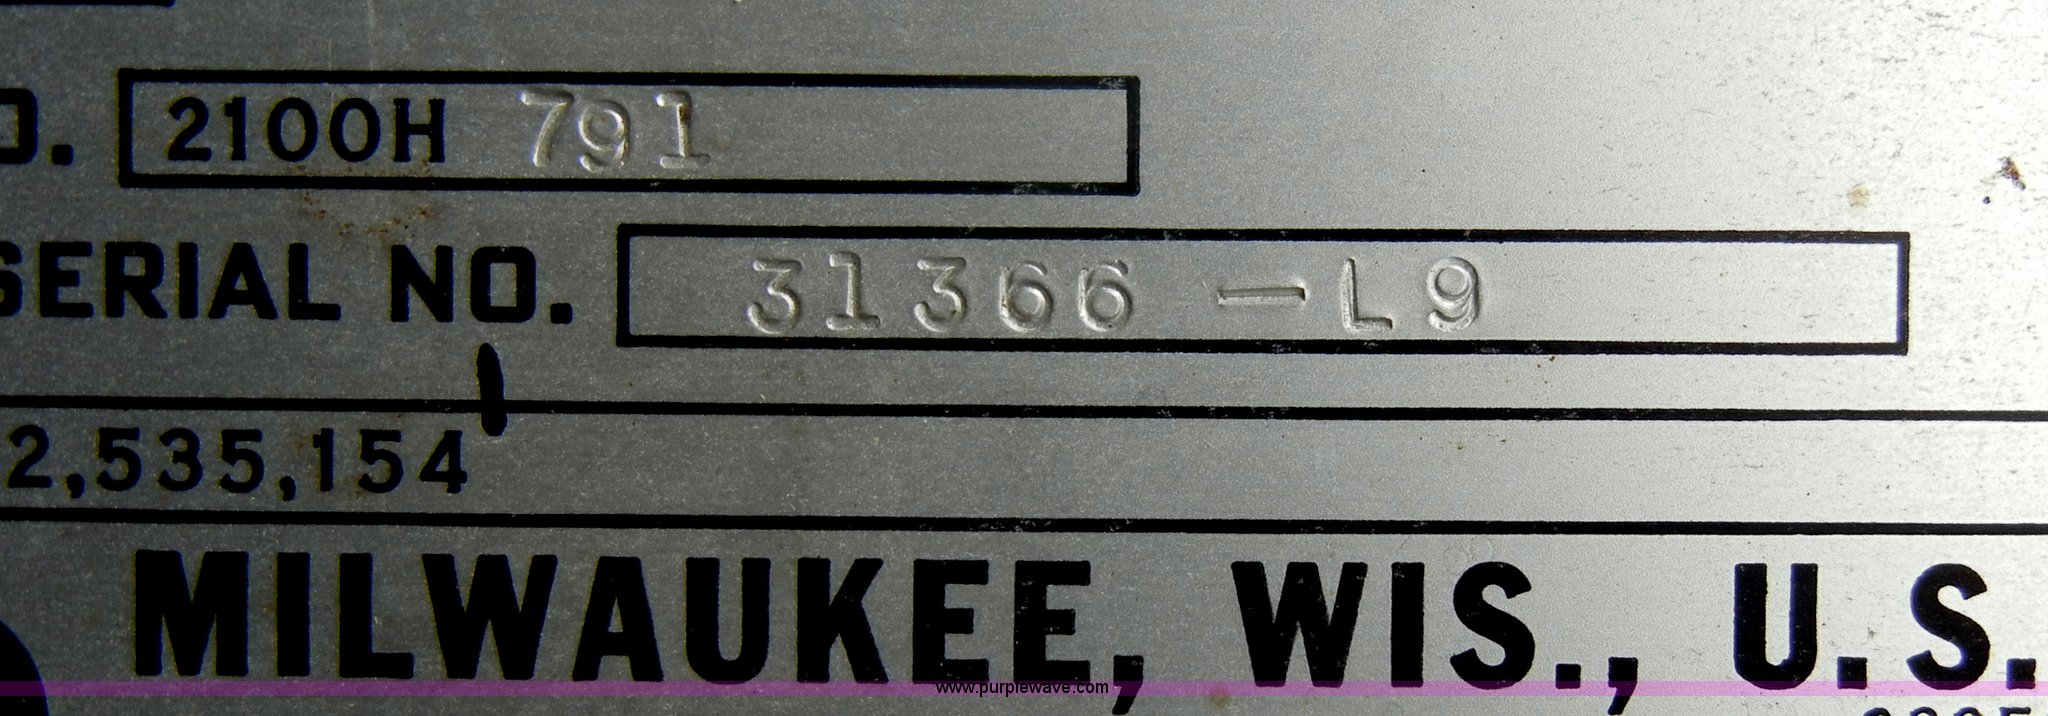 O. 2100H 791
SERIAL NO. 31366 - L9
2,535,154
MILWAUKEE, WIS., U. S.
www.purplewave.com